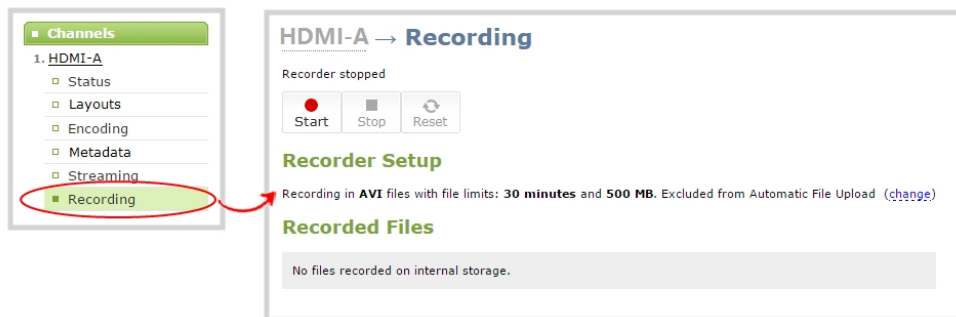 Channels
1. HDMI-A
Status
Layouts
Encoding
Metadata
Streaming
Recording
HDMI-A → Recording
Recorder stopped
Start Stop Reset
Recorder Setup
Recording in AVI files with file limits: 30 minutes and 500 MB. Excluded from Automatic File Upload (change)
Recorded Files
No files recorded on internal storage.